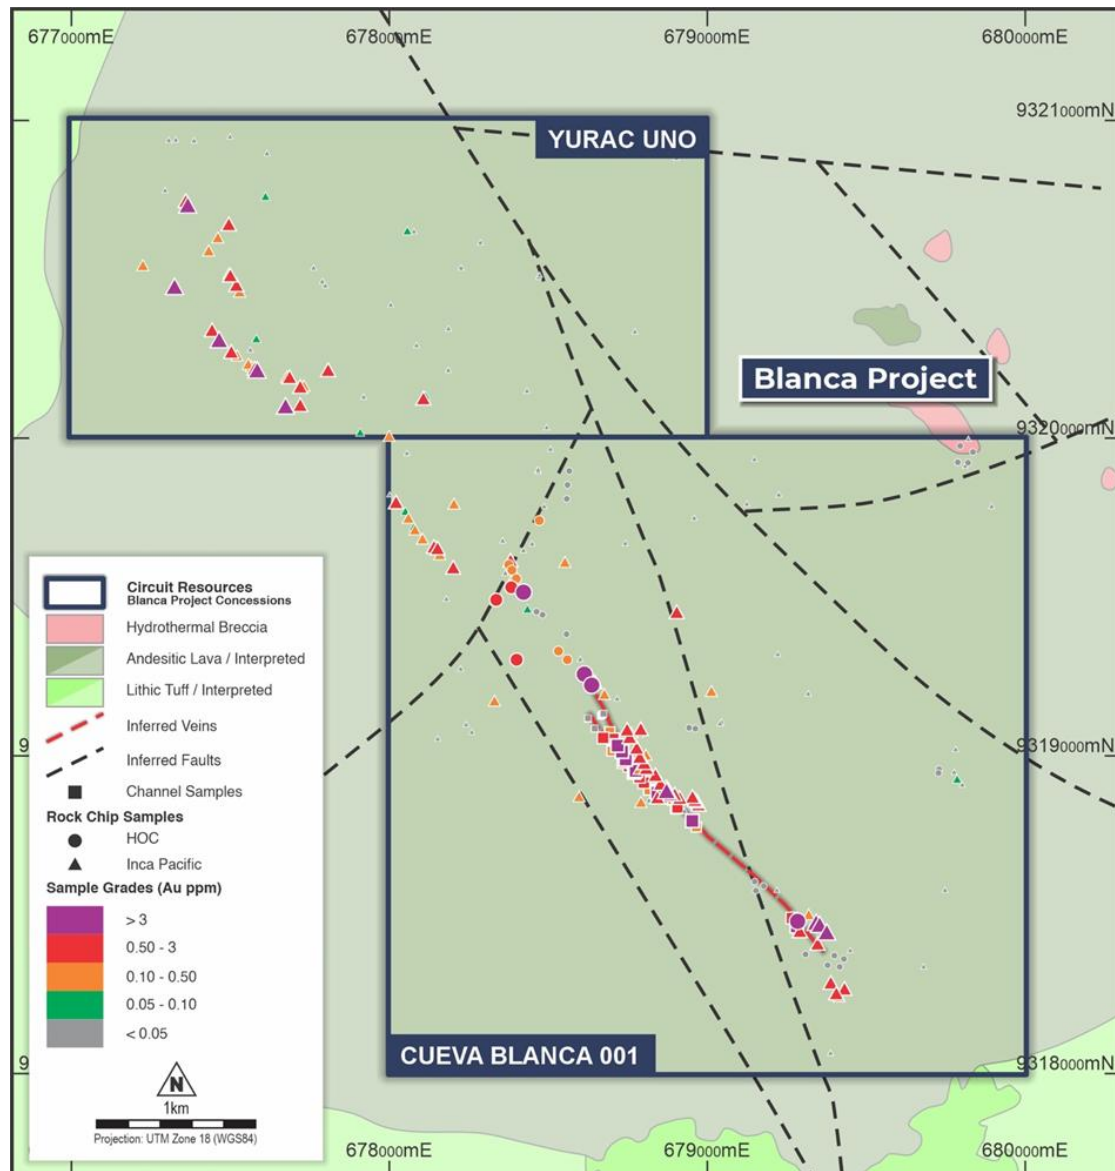 677000mE
678000mE
679000mE
680000mE
9321000mN
YURAC UNO
Blanca Project
9320000mN
Circuit Resources
Blanca Project Concessions
Hydrothermal Breccia
Andesitic Lava / Interpreted
Lithic Tuff / Interpreted
Inferred Veins
Inferred Faults
Channel Samples
Rock Chip Samples
HOC
Inca Pacific
Sample Grades (Au ppm)
> 3
0.50 - 3
0.10 - 0.50
0.05 - 0.10
< 0.05
N
1km
Projection: UTM Zone 18 (WGS84)
9
9319000mN
CUEVA BLANCA 001
9
9318000mN
678000mE
679000mE
680000mE